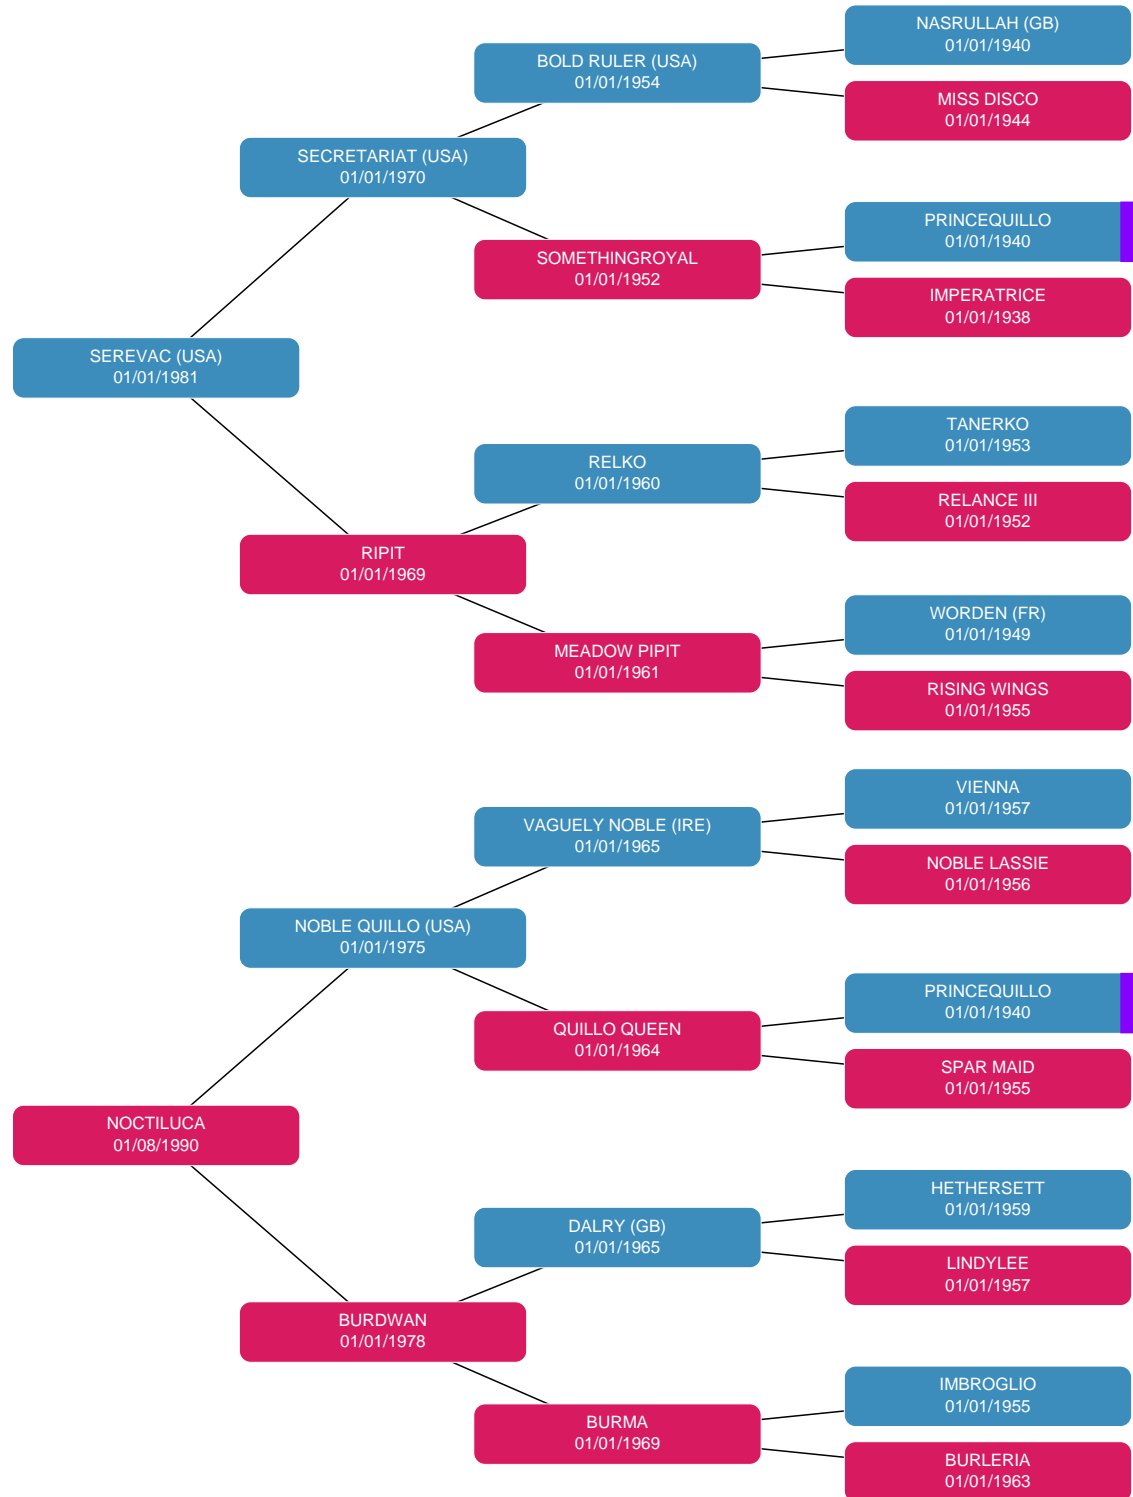 NASRULLAH (GB)
01/01/1940
BOLD RULER (USA)
01/01/1954
MISS DISCO
01/01/1944
SECRETARIAT (USA)
01/01/1970
PRINCEQUILLO
01/01/1940
SOMETHINGROYAL
01/01/1952
IMPERATRICE
01/01/1938
SEREVAC (USA)
01/01/1981
TANERKO
01/01/1953
RELKO
01/01/1960
RELANCE III
01/01/1952
RIPIT
01/01/1969
WORDEN (FR)
01/01/1949
MEADOW PIPIT
01/01/1961
RISING WINGS
01/01/1955
VIENNA
01/01/1957
VAGUELY NOBLE (IRE)
01/01/1965
NOBLE LASSIE
01/01/1956
NOBLE QUILLO (USA)
01/01/1975
PRINCEQUILLO
01/01/1940
QUILLO QUEEN
01/01/1964
SPAR MAID
01/01/1955
NOCTILUCA
01/08/1990
HETHERSETT
01/01/1959
DALRY (GB)
01/01/1965
LINDYLEE
01/01/1957
BURDWAN
01/01/1978
IMBROGLIO
01/01/1955
BURMA
01/01/1969
BURLERIA
01/01/1963